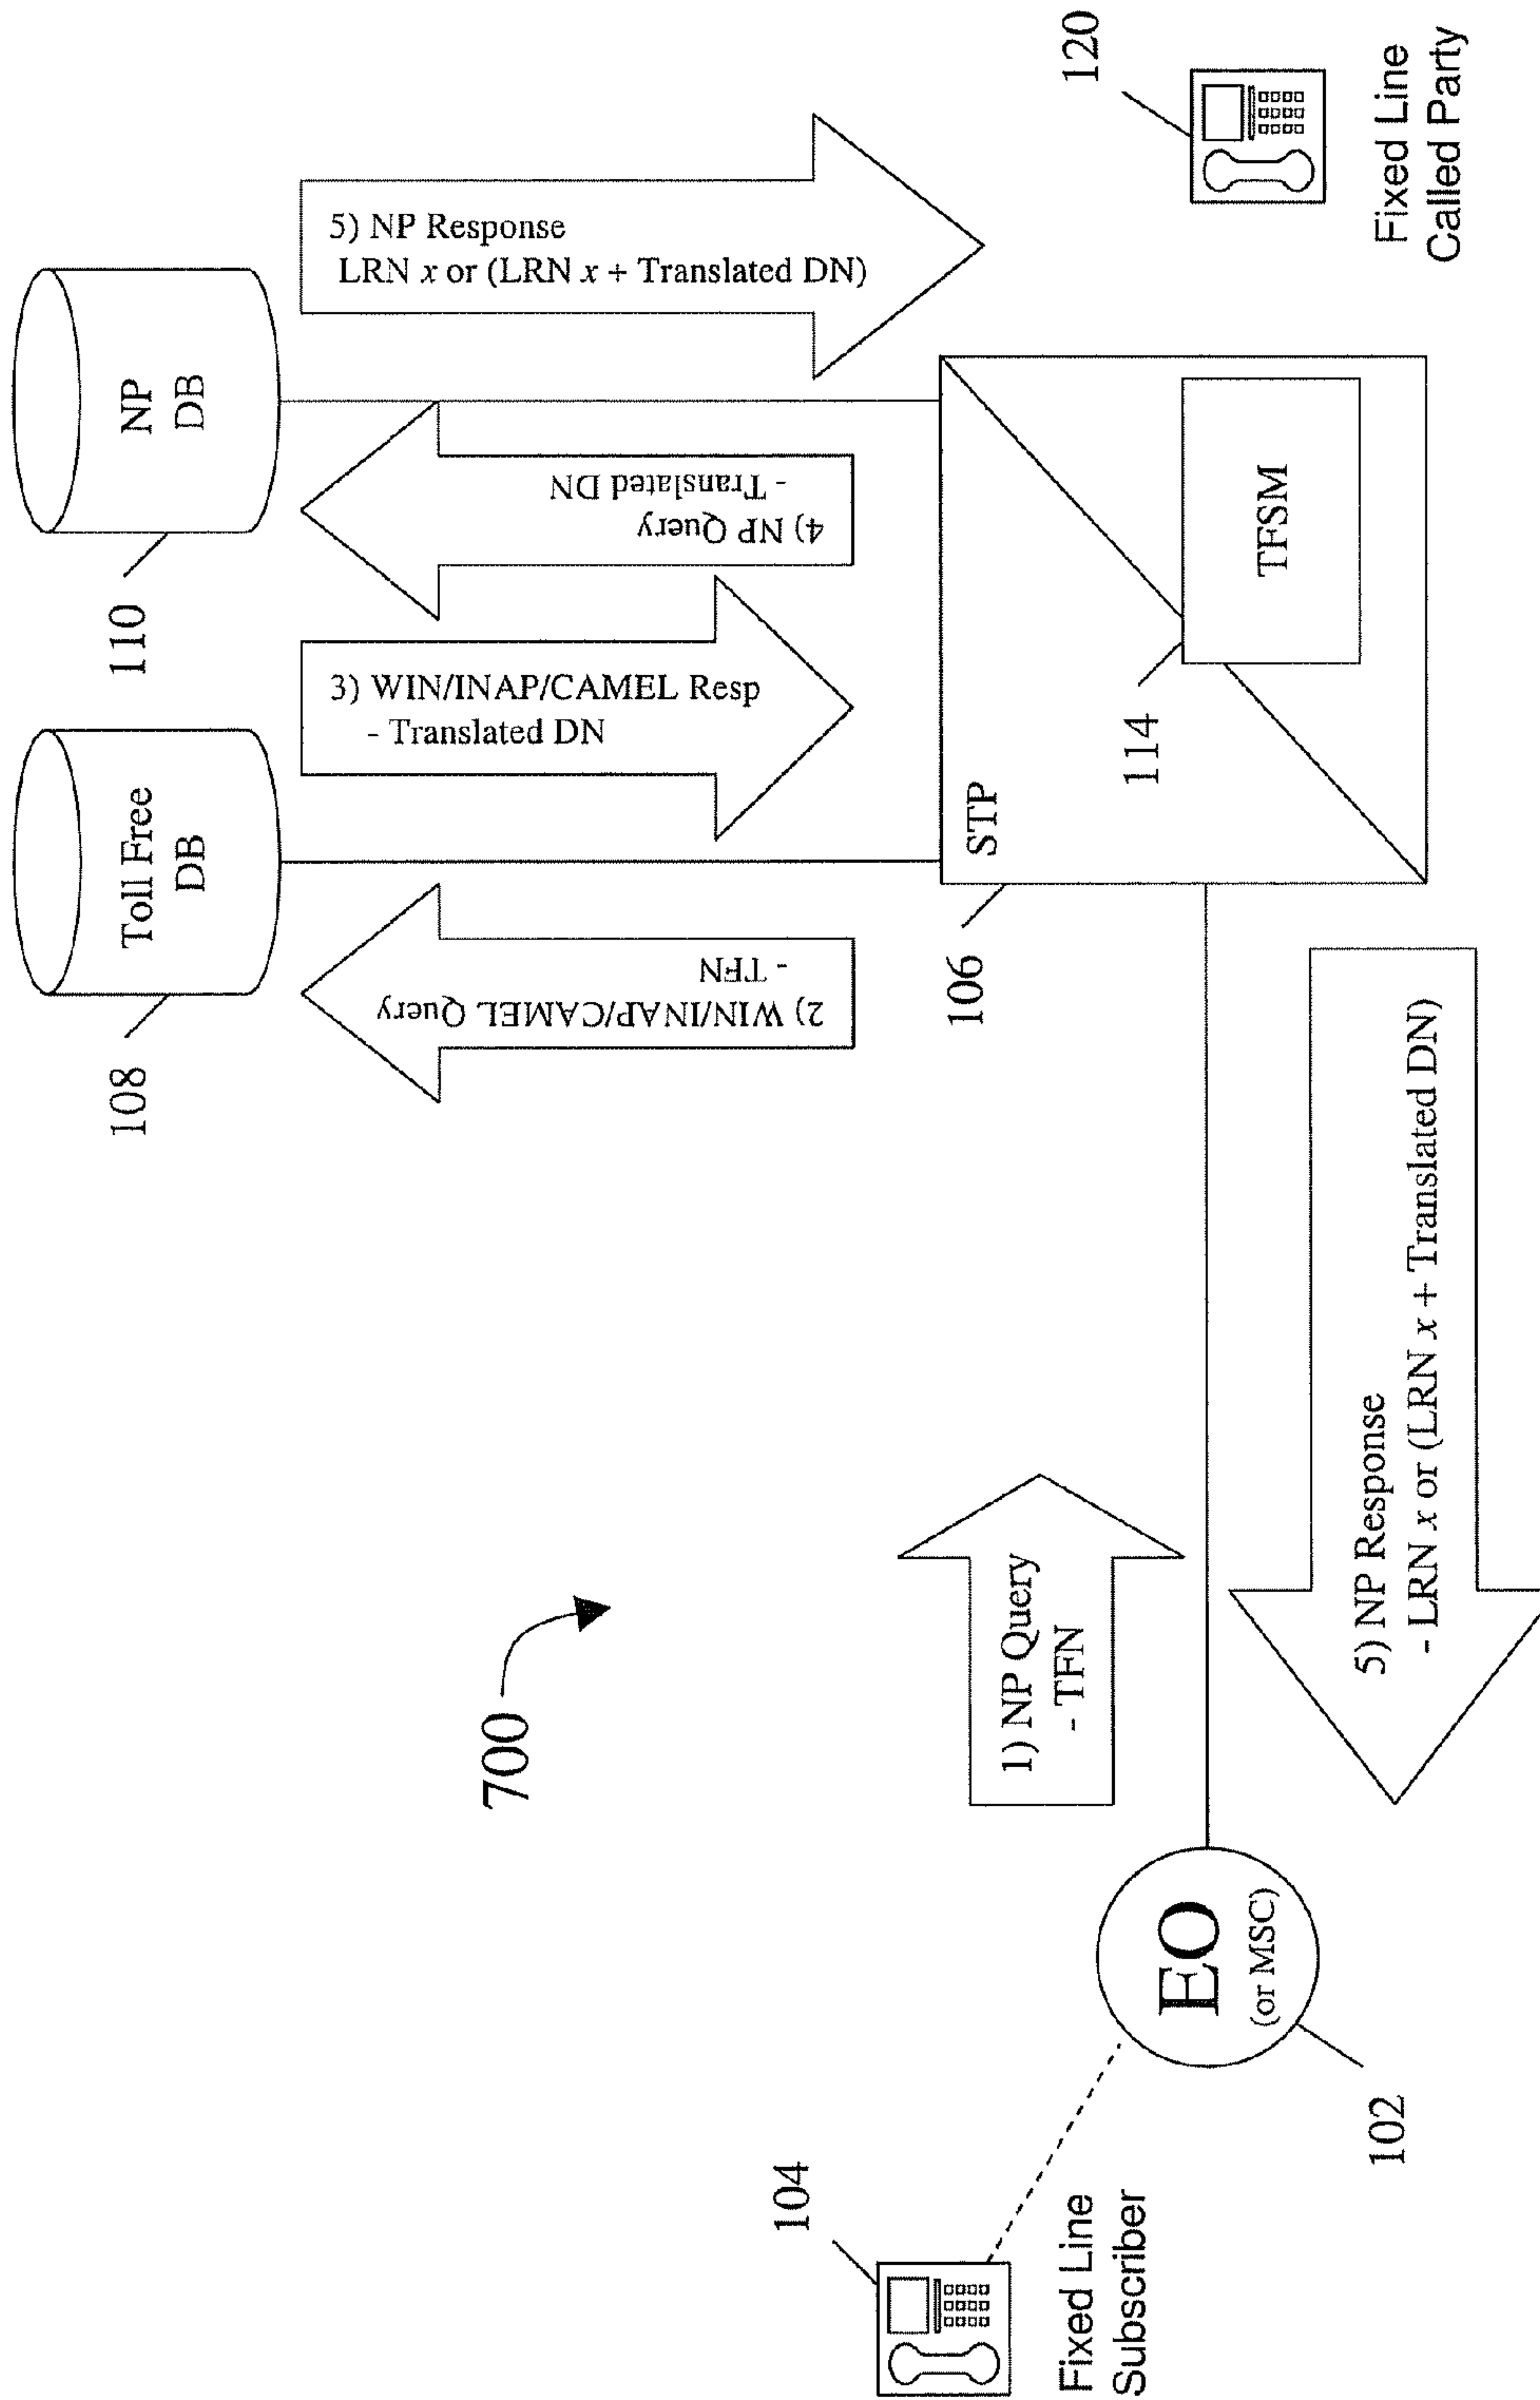 Toll Free
DB
108
NP
DB
110
2) WIN/INAP/CAMEL Query
- TFN
3) WIN/INAP/CAMEL Resp
- Translated DN
4) NP Query
- Translated DN
5) NP Response
LRN x or (LRN x + Translated DN)
700
104
Fixed Line
Subscriber
EO
(or MSC)
102
1) NP Query
- TFN
STP
106
114
TFSM
120
Fixed Line
Called Party
5) NP Response
- LRN x or (LRN x + Translated DN)